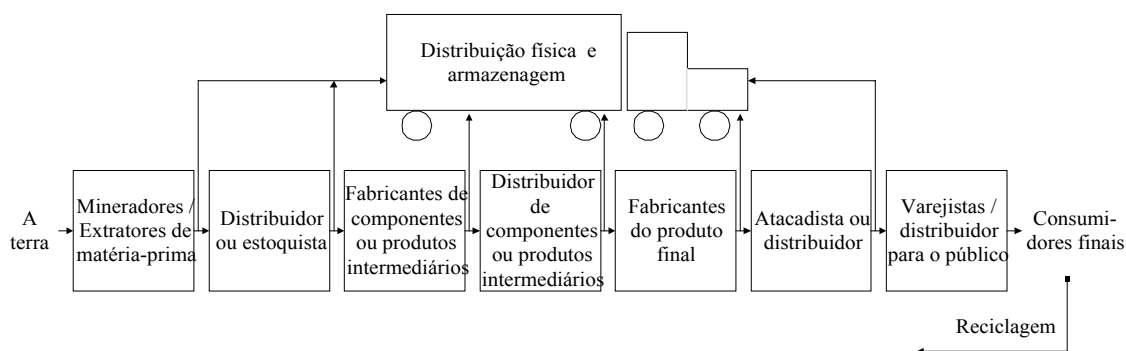 Distribuição física e
armazenagem
A
terra
Mineradores /
Extratores de
matéria-prima
Distribuidor
ou estoquista
Fabricantes de
componentes
ou produtos
intermediários
Distribuidor
de
componentes
ou produtos
intermediários
Fabricantes
do produto
final
Atacadista ou
distribuidor
Varejistas /
distribuidor
para o público
Consumi-
dores finais
Reciclagem